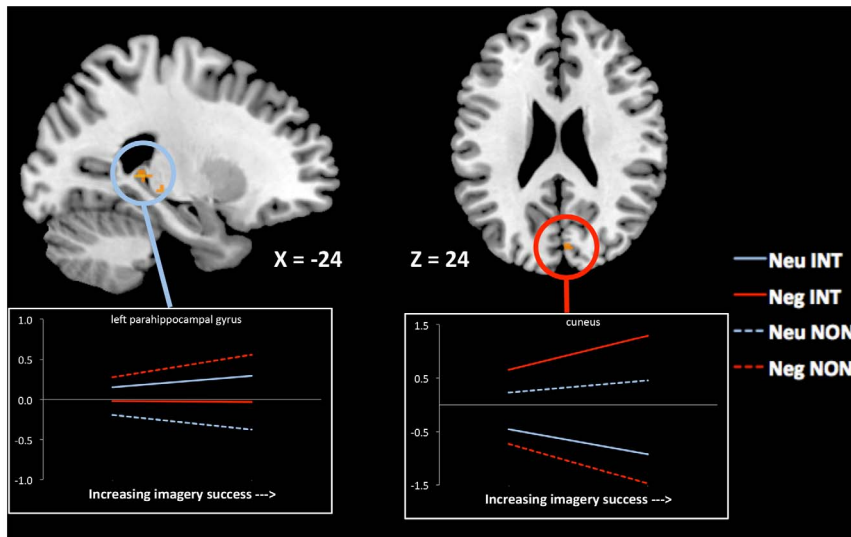 X = -24
Z = 24
Neu INT
Neg INT
Neu NON
Neg NON
left parahippocampal gyrus
1.0
0.5
0.0
-0.5
-1.0
Increasing imagery success --->
cuneus
1.5
0.5
-0.5
-1.5
Increasing imagery success --->